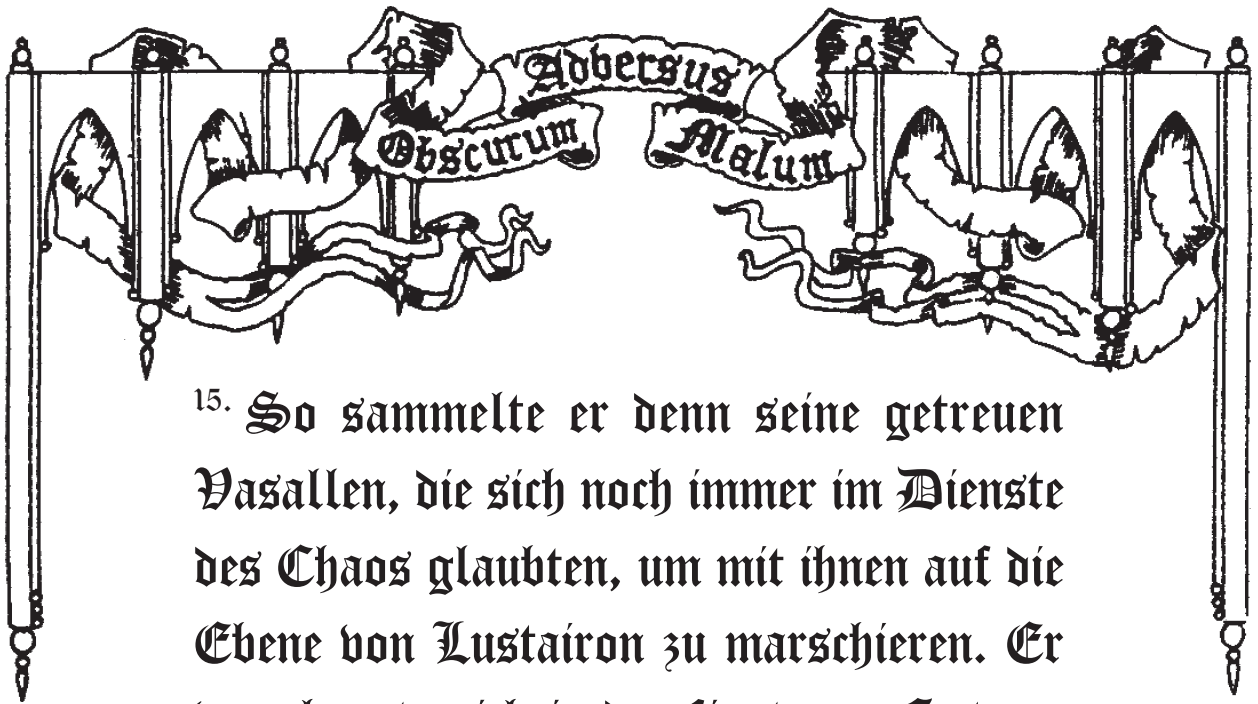 Adversus
Obscurum
Malum
15. So sammelte er denn seine getreuen
Vasallen, die sich noch immer im Dienste
des Chaos glaubten, um mit ihnen auf die
Ebene von Lustairon zu marschieren. Er